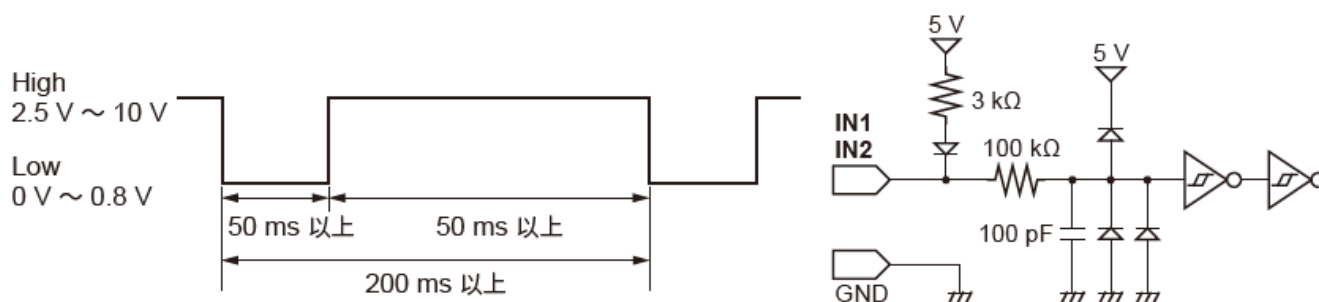 High
2.5 V ～ 10 V
Low
0 V ～ 0.8 V
50 ms 以上
50 ms 以上
200 ms 以上
5 V
3 kΩ
5 V
IN1
IN2
100 kΩ
100 pF
GND